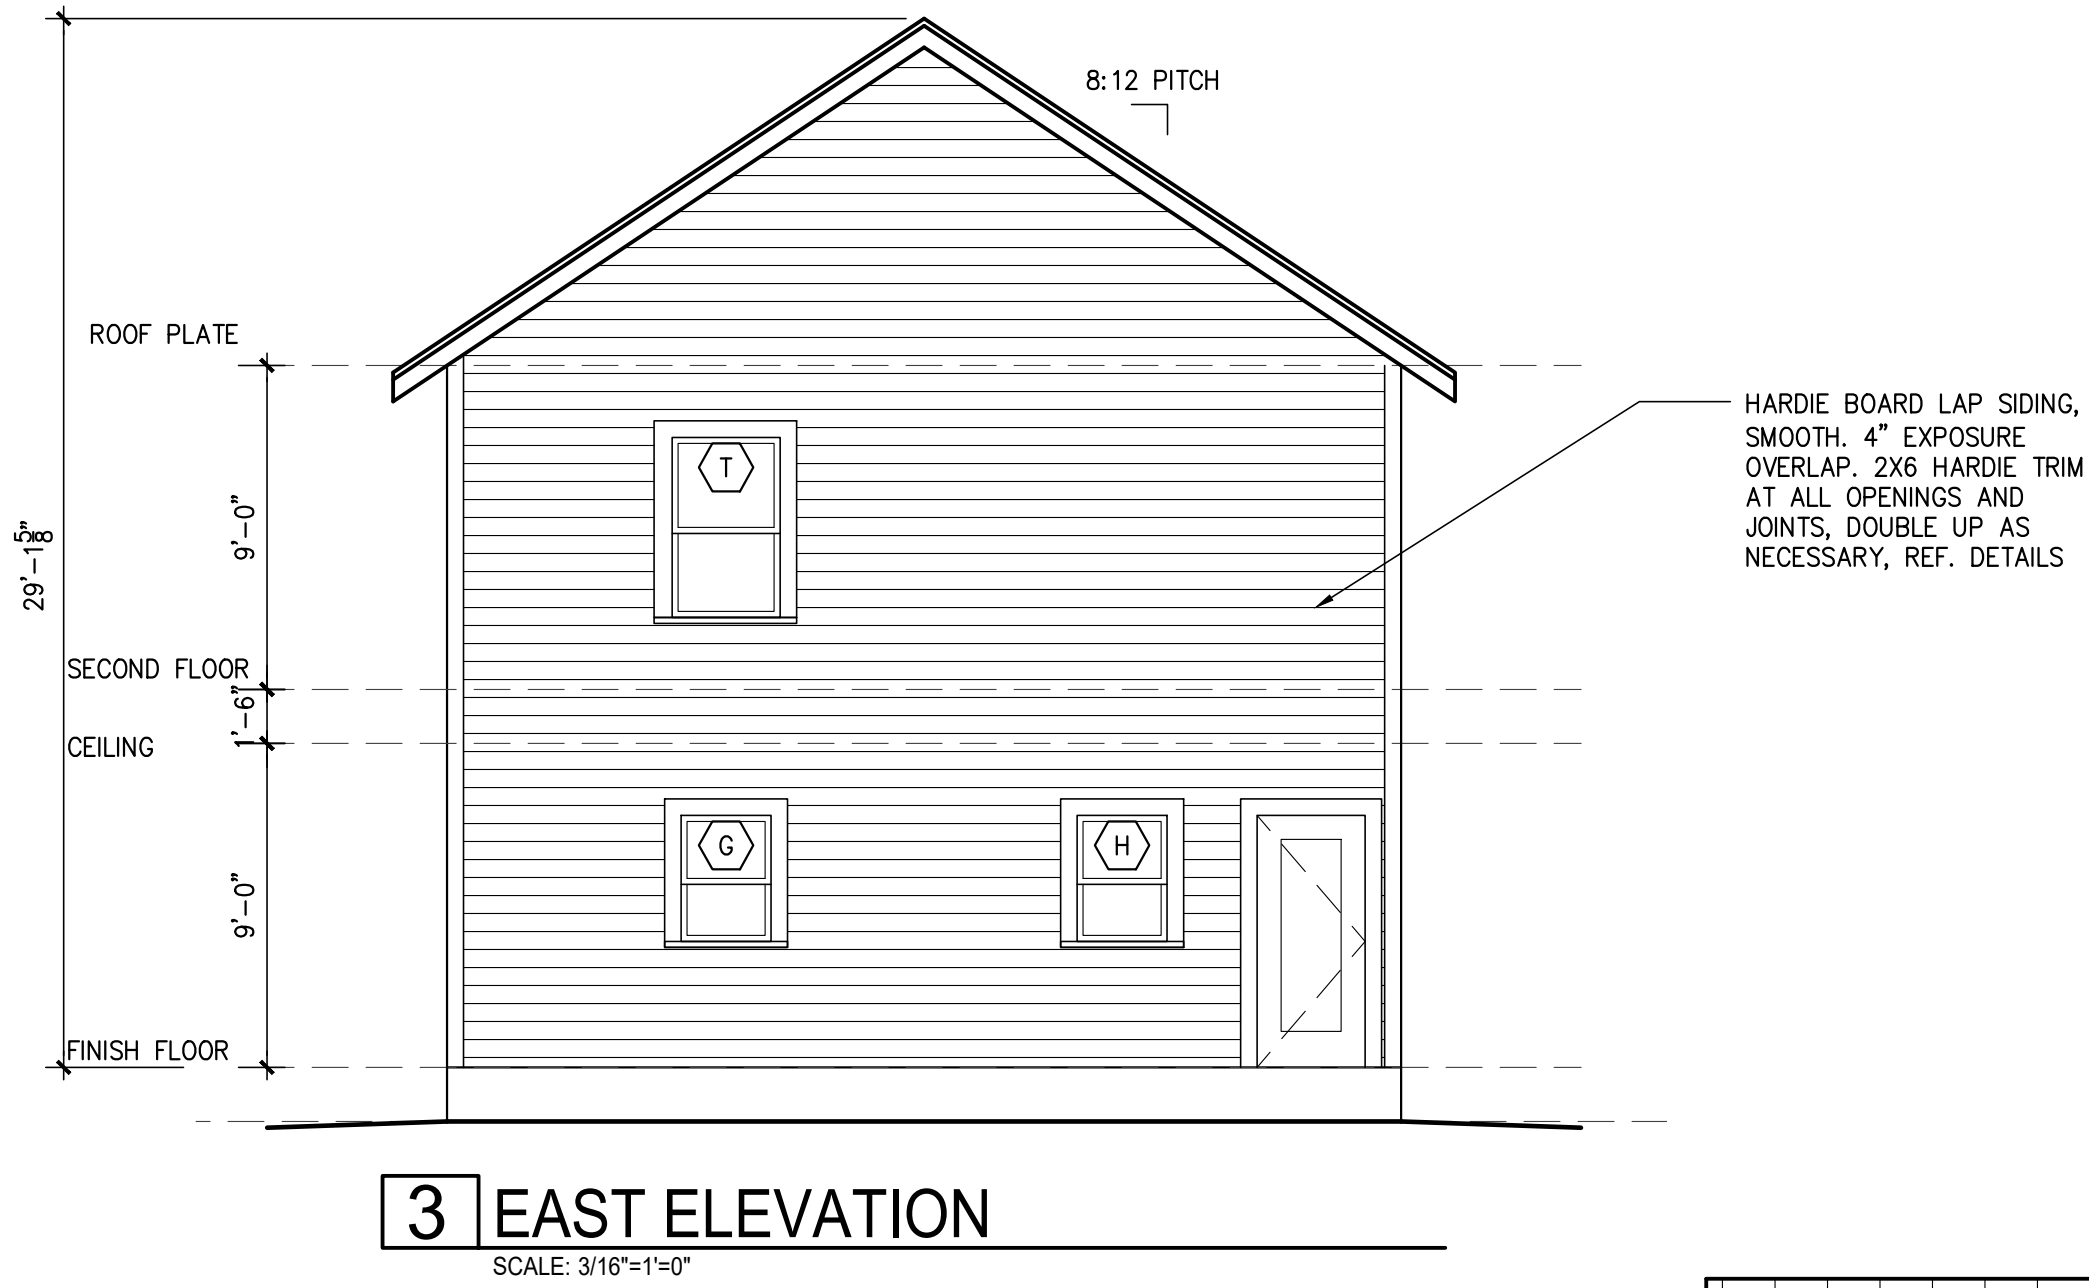 8:12 PITCH
ROOF PLATE
HARDIE BOARD LAP SIDING,
SMOOTH. 4" EXPOSURE
OVERLAP. 2X6 HARDIE TRIM
AT ALL OPENINGS AND
JOINTS, DOUBLE UP AS
NECESSARY, REF. DETAILS
T
9'-0"
29'-1 5/8"
SECOND FLOOR
1'-6"
CEILING
G
H
9'-0"
FINISH FLOOR
3 EAST ELEVATION
SCALE: 3/16"=1'=0"